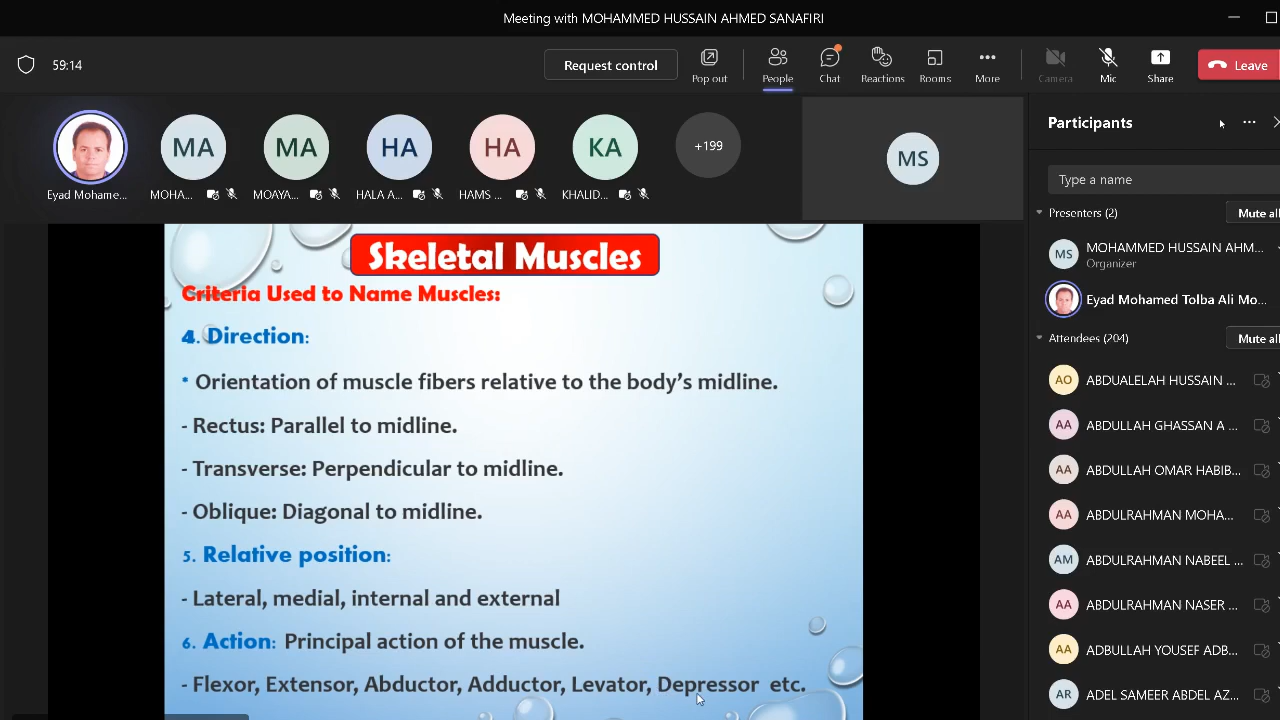 Meeting with MOHAMMED HUSSAIN AHMED SANAFIRI
59:14
Request control
Pop out
People
Chat
Reactions
Rooms
More
Camera
Mic
Share
Leave
MA
MA
HA
HA
KA
+199
MS
Eyad Mohame...
MOHA...
MOAYA...
HALA A...
HAMS ...
KHALID...
Skeletal Muscles
Criteria Used to Name Muscles:
4. Direction:
• Orientation of muscle fibers relative to the body's midline.
- Rectus: Parallel to midline.
- Transverse: Perpendicular to midline.
- Oblique: Diagonal to midline.
5. Relative position:
- Lateral, medial, internal and external
6. Action: Principal action of the muscle.
- Flexor, Extensor, Abductor, Adductor, Levator, Depressor etc.
Participants
Type a name
Presenters (2)
Mute all
MS
MOHAMMED HUSSAIN AHM...
Organizer
Eyad Mohamed Tolba Ali Mo...
Attendees (204)
Mute all
AO ABDUALELAH HUSSAIN ...
AA ABDULLAH GHASSAN A ...
AA ABDULLAH OMAR HABIB...
AA ABDULRAHMAN MOHA...
AM ABDULRAHMAN NABEEL ...
AA ABDULRAHMAN NASER ...
AA ADBULLAH YOUSEF ADB...
AR ADEL SAMEER ABDEL AZ...